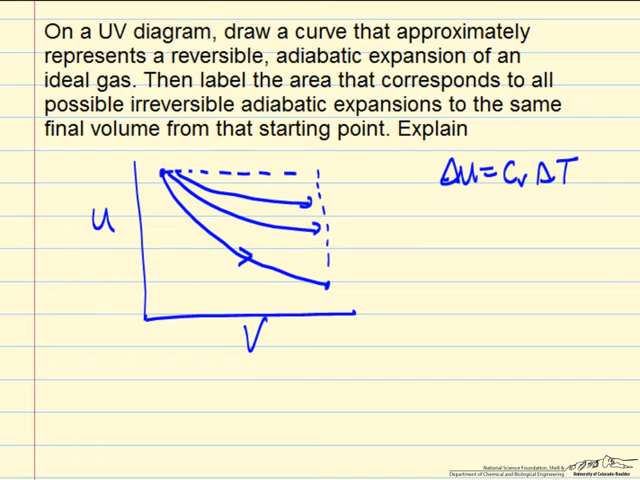 On a UV diagram, draw a curve that approximately
represents a reversible, adiabatic expansion of an
ideal gas. Then label the area that corresponds to all
possible irreversible adiabatic expansions to the same
final volume from that starting point. Explain
ΔU = Cv ΔT
U
V
National Science Foundation, Shell &
Department of Chemical and Biological Engineering
University of Colorado Boulder